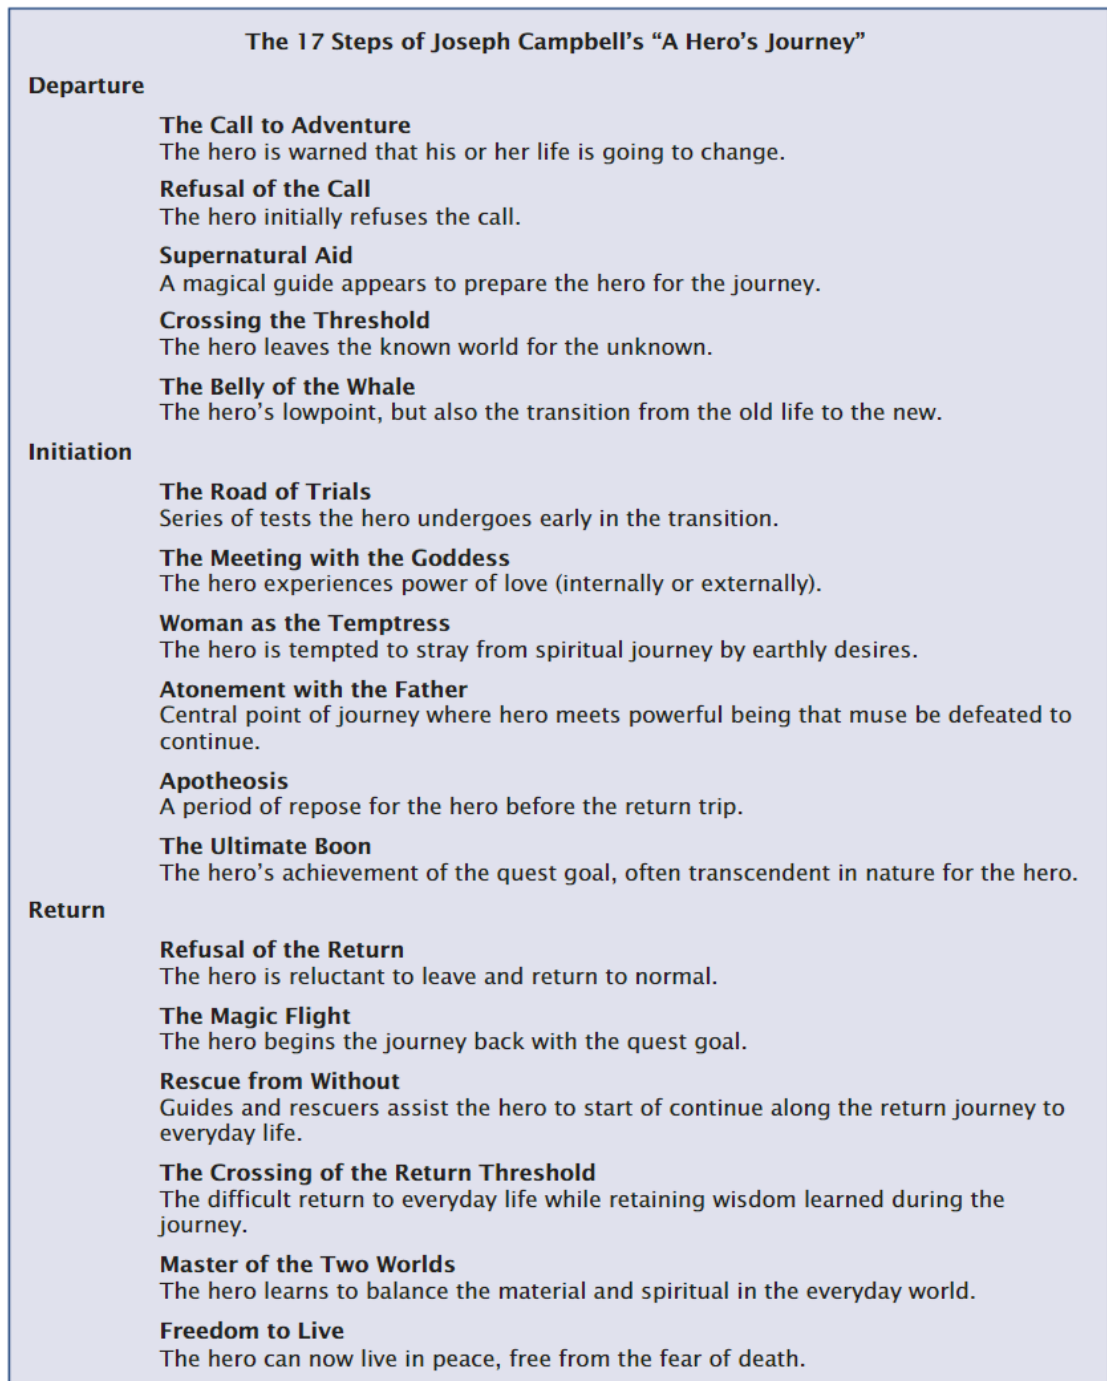 The 17 Steps of Joseph Campbell's “A Hero's Journey”
Departure
The Call to Adventure
The hero is warned that his or her life is going to change.
Refusal of the Call
The hero initially refuses the call.
Supernatural Aid
A magical guide appears to prepare the hero for the journey.
Crossing the Threshold
The hero leaves the known world for the unknown.
The Belly of the Whale
The hero's lowpoint, but also the transition from the old life to the new.
Initiation
The Road of Trials
Series of tests the hero undergoes early in the transition.
The Meeting with the Goddess
The hero experiences power of love (internally or externally).
Woman as the Temptress
The hero is tempted to stray from spiritual journey by earthly desires.
Atonement with the Father
Central point of journey where hero meets powerful being that muse be defeated to
continue.
Apotheosis
A period of repose for the hero before the return trip.
The Ultimate Boon
The hero's achievement of the quest goal, often transcendent in nature for the hero.
Return
Refusal of the Return
The hero is reluctant to leave and return to normal.
The Magic Flight
The hero begins the journey back with the quest goal.
Rescue from Without
Guides and rescuers assist the hero to start of continue along the return journey to
everyday life.
The Crossing of the Return Threshold
The difficult return to everyday life while retaining wisdom learned during the
journey.
Master of the Two Worlds
The hero learns to balance the material and spiritual in the everyday world.
Freedom to Live
The hero can now live in peace, free from the fear of death.